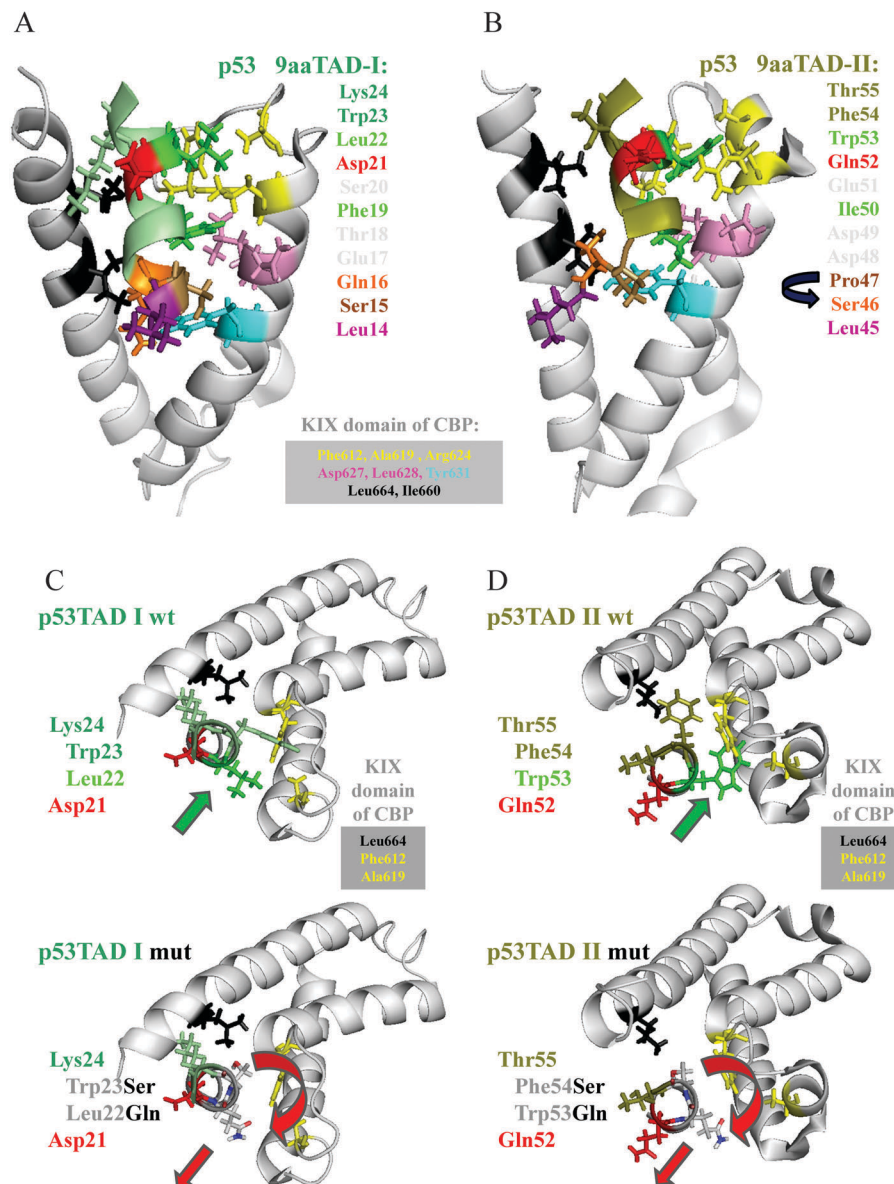 A
p53 9aaTAD-I:
Lys24
Trp23
Leu22
Asp21
Ser20
Phe19
Thr18
Glu17
Gln16
Ser15
Leu14
B
p53 9aaTAD-II:
Thr55
Phe54
Trp53
Gln52
Glu51
Ile50
Asp49
Asp48
Pro47
Ser46
Leu45
KIX domain of CBP:
Phe612, Ala619 , Arg624
Asp627, Leu628, Tyr631
Leu664, Ile660
C
p53TAD I wt
Lys24
Trp23
Leu22
Asp21
KIX
domain
of CBP
Leu664
Phe612
Ala619
D
p53TAD II wt
Thr55
Phe54
Trp53
Gln52
KIX
domain
of CBP
Leu664
Phe612
Ala619
p53TAD I mut
Lys24
Trp23Ser
Leu22Gln
Asp21
p53TAD II mut
Thr55
Phe54Ser
Trp53Gln
Gln52